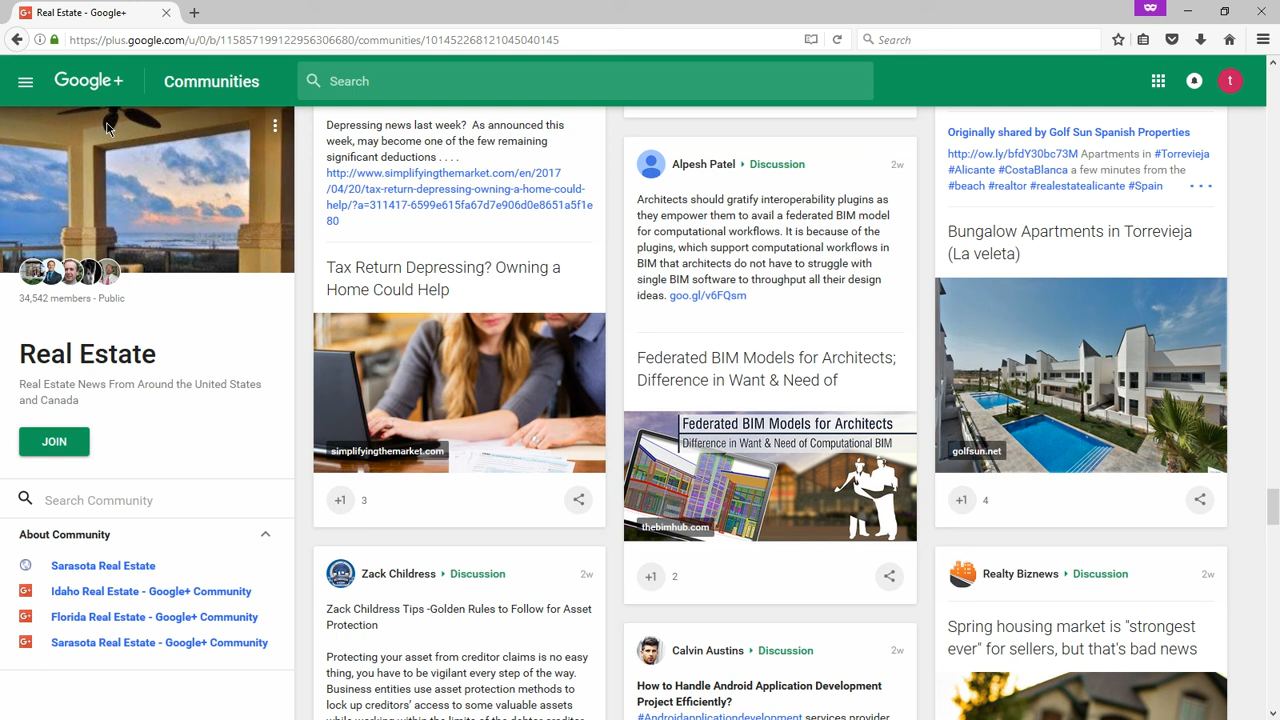 Real Estate - Google+
https://plus.google.com/u/0/b/115857199122956306680/communities/101452268121045040145
Search
Google+
Communities
Search
t
34,542 members - Public
Real Estate
Real Estate News From Around the United States
and Canada
JOIN
Search Community
About Community
Sarasota Real Estate
Idaho Real Estate - Google+ Community
Florida Real Estate - Google+ Community
Sarasota Real Estate - Google+ Community
Depressing news last week? As announced this
week, may become one of the few remaining
significant deductions . . . .
http://www.simplifyingthemarket.com/en/2017
/04/20/tax-return-depressing-owning-a-home-could-
help/?a=311417-6599e615fa67d7e906d0e8651a5f1e
80
Tax Return Depressing? Owning a
Home Could Help
simplifyingthemarket.com
+1 3
Zack Childress Discussion 2w
Zack Childress Tips -Golden Rules to Follow for Asset
Protection
Protecting your asset from creditor claims is no easy
thing, you have to be vigilant every step of the way.
Business entities use asset protection methods to
lock up creditors' access to some valuable assets
while working within the limits of the debtor creditor
Alpesh Patel Discussion 2w
Architects should gratify interoperability plugins as
they empower them to avail a federated BIM model
for computational workflows. It is because of the
plugins, which support computational workflows in
BIM that architects do not have to struggle with
single BIM software to throughput all their design
ideas. goo.gl/v6FQsm
Federated BIM Models for Architects;
Difference in Want & Need of
Federated BIM Models for Architects
Difference in Want & Need of Computational BIM
thebimhub.com
+1 2
Calvin Austins Discussion 2w
How to Handle Android Application Development
Project Efficiently?
#Androidapplicationdevelopment services provider
Originally shared by Golf Sun Spanish Properties
http://ow.ly/bfdY30bc73M Apartments in #Torrevieja
#Alicante #CostaBlanca a few minutes from the
#beach #realtor #realestatealicante #Spain
Bungalow Apartments in Torrevieja
(La veleta)
golfsun.net
+1 4
Realty Biznews Discussion 2w
Spring housing market is "strongest
ever" for sellers, but that's bad news